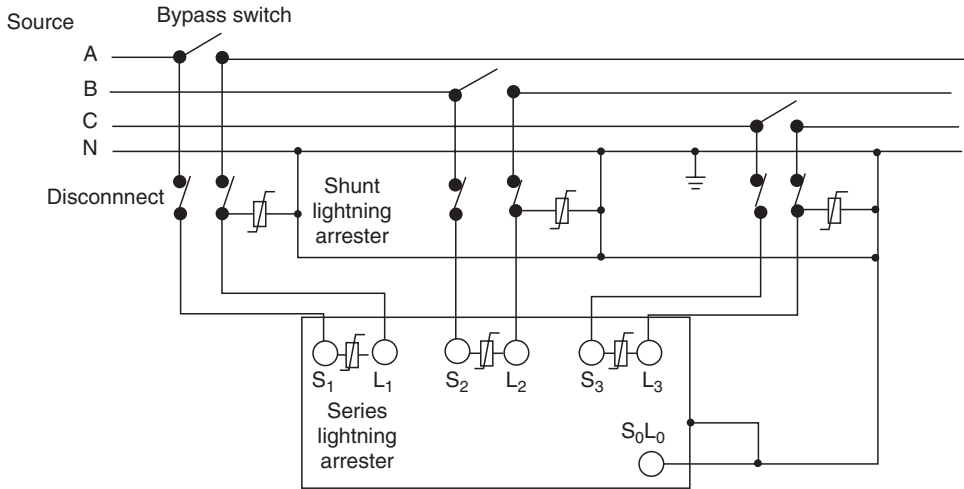 Source
Bypass switch
A
B
C
N
Disconnnect
Shunt
lightning
arrester
S₁
L₁
S₂
L₂
S₃
L₃
Series
lightning
arrester
S₀L₀